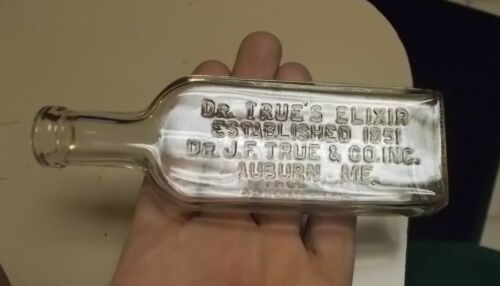 DR. TRUE'S ELIXIR
ESTABLISHED 1851
DR. J.F. TRUE & CO. INC.
AUBURN, ME.